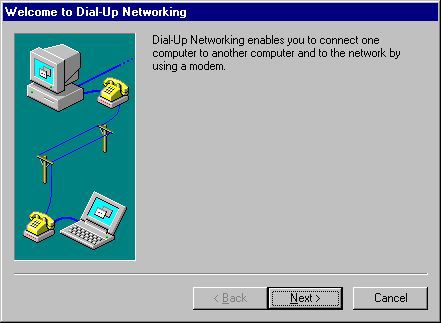 Welcome to Dial-Up Networking
Dial-Up Networking enables you to connect one
computer to another computer and to the network by
using a modem.
< Back
Next >
Cancel